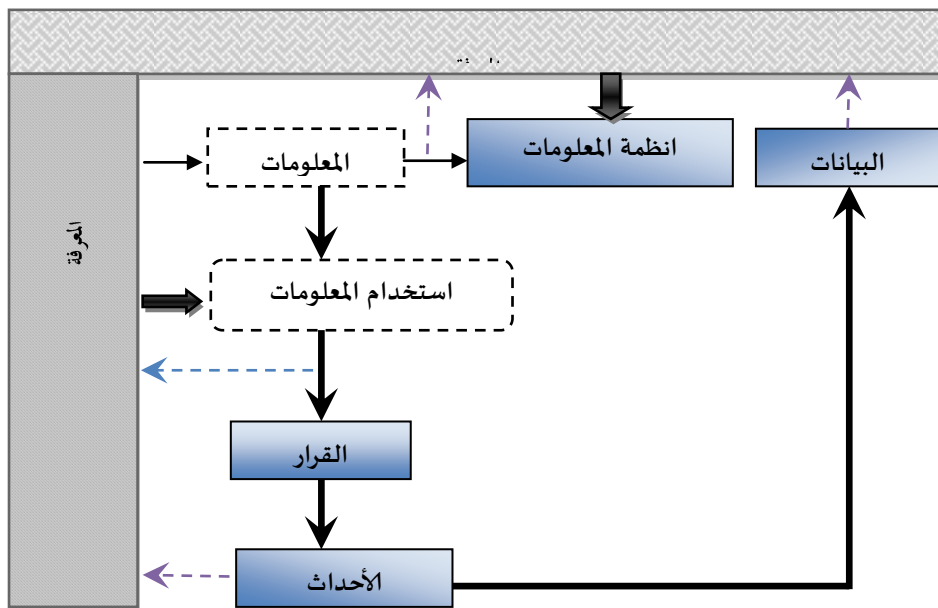 انظمة المعلومات
البيانات
المعلومات
المعرفة
استخدام المعلومات
القرار
الأحداث